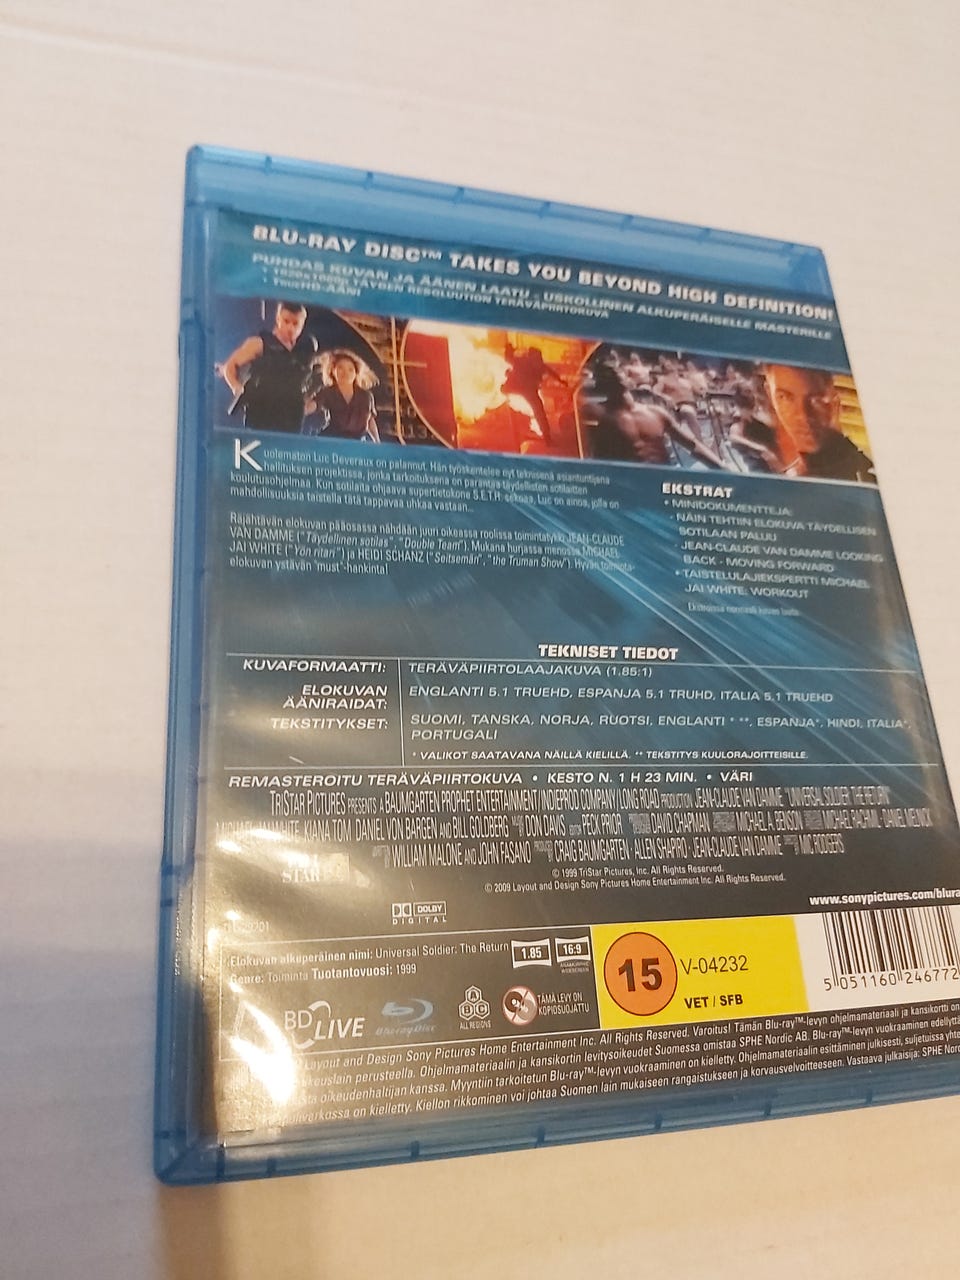 BLU-RAY DISC™ TAKES YOU BEYOND HIGH DEFINITION!
PUHDAS KUVAN JA ÄÄNEN LAATU - USKOLLINEN ALKUPERÄISELLE MASTERILLE
• 1920x1080p TÄYDEN RESOLUUTION TERÄVÄPIIRTOKUVA
• TrueHD-ÄÄNI
Kuolematon Luc Deveraux on palannut. Hän työskentelee nyt teknisenä asiantuntijana
hallituksen projektissa, jonka tarkoituksena on parantaa täydellisten sotilaitten
koulutusohjelmaa. Kun sotilaita ohjaava supertietokone S.E.T.H. sekoaa, Luc on ainoa, jolla on
mahdollisuuksia taistella tätä tappavaa uhkaa vastaan...
Räjähtävän elokuvan pääosassa nähdään juuri oikeassa roolissa toimintatykki JEAN-CLAUDE
VAN DAMME ("Täydellinen sotilas", "Double Team"). Mukana hurjassa menossa MICHAEL
JAI WHITE ("Yön ritari") ja HEIDI SCHANZ ("Seitsemän", "the Truman Show"). Hyvän toiminta-
elokuvan ystävän "must"-hankinta!
EKSTRAT
• MINIDOKUMENTTEJA:
- NÄIN TEHTIIN ELOKUVA TÄYDELLISEN
SOTILAAN PALUU
- JEAN-CLAUDE VAN DAMME LOOKING
BACK - MOVING FORWARD
• TAISTELULAJIEKSPERTTI MICHAEL
JAI WHITE: WORKOUT
Ekstroissa normaali kuvan laatu
TEKNISET TIEDOT
KUVAFORMAATTI: TERÄVÄPIIRTOLAAJAKUVA (1.85:1)
ELOKUVAN ÄÄNIRAIDAT: ENGLANTI 5.1 TRUEHD, ESPANJA 5.1 TRUHD, ITALIA 5.1 TRUEHD
TEKSTITYKSET: SUOMI, TANSKA, NORJA, RUOTSI, ENGLANTI * **, ESPANJA*, HINDI, ITALIA*,
PORTUGALI
* VALIKOT SAATAVANA NÄILLÄ KIELILLÄ. ** TEKSTITYS KUULORAJOITTEISILLE.
REMASTEROITU TERÄVÄPIIRTOKUVA • KESTO N. 1 H 23 MIN. • VÄRI
TRISTAR PICTURES PRESENTS A BAUMGARTEN PROPHET ENTERTAINMENT/INDIEPROD COMPANY/LONG ROAD PRODUCTION JEAN-CLAUDE VAN DAMME "UNIVERSAL SOLDIER: THE RETURN"
MICHAEL JAI WHITE KIANA TOM DANIEL VON BARGEN AND BILL GOLDBERG DON DAVIS EDITOR PECK PRIOR DAVID CHAPMAN MICHAEL A. BENSON MICHAEL RACHMIL DANIEL MELNICK
WILLIAM MALONE AND JOHN FASANO CRAIG BAUMGARTEN ALLEN SHAPIRO JEAN-CLAUDE VAN DAMME MIC RODGERS
© 1999 TriStar Pictures, Inc. All Rights Reserved.
© 2009 Layout and Design Sony Pictures Home Entertainment Inc. All Rights Reserved.
STAR
DOLBY
DIGITAL
www.sonypictures.com/blura
Elokuvan alkuperäinen nimi: Universal Soldier: The Return
Genre: Toiminta Tuotantovuosi: 1999
1.85
16:9
ANAMORPHIC
WIDESCREEN
BD LIVE
Blu-ray Disc
A B C
ALL REGIONS
TÄMÄ LEVY ON
KOPIOSUOJATTU
15
V-04232
VET / SFB
5 051160 246772
Layout and Design Sony Pictures Home Entertainment Inc. All Rights Reserved. Varoitus! Tämän Blu-ray™-levyn ohjelmamateriaali ja kansikortti on
perusteella. Ohjelmamateriaalin ja kansikortin levitysoikeudet Suomessa omistaa SPHE Nordic AB. Blu-ray™-levyn vuokraaminen edellyttä
oikeudenhaltijan kanssa. Myyntiin tarkoitetun Blu-ray™-levyn vuokraaminen on kielletty. Ohjelmamateriaalin esittäminen julkisesti, suljetuissa yhte
on kielletty. Kiellon rikkominen voi johtaa Suomen lain mukaiseen rangaistukseen ja korvausvelvoitteeseen. Vastaava julkaisija: SPHE Nordic